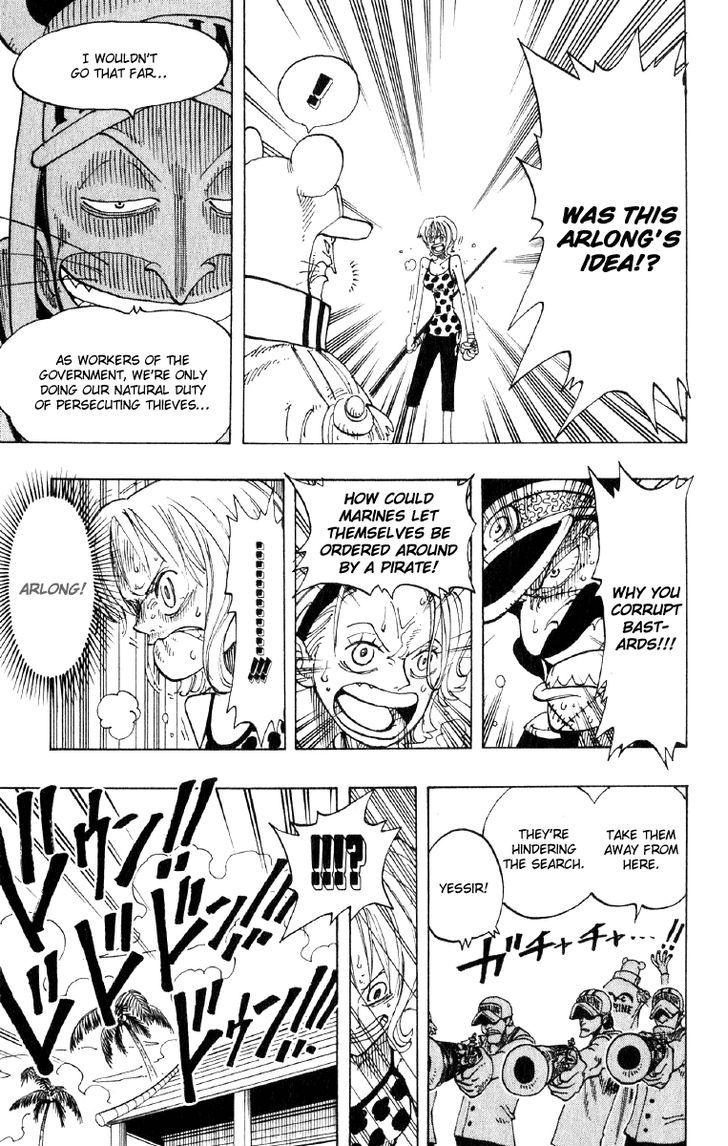 WAS THIS
ARLONG'S
IDEA!?
!
I WOULDN'T
GO THAT FAR...
AS WORKERS OF THE
GOVERNMENT, WE'RE ONLY
DOING OUR NATURAL DUTY
OF PERSECUTING THIEVES...
WHY YOU
CORRUPT
BAST-
ARDS!!!
HOW COULD
MARINES LET
THEMSELVES BE
ORDERED AROUND
BY A PIRATE!
............!!!
ARLONG!
TAKE THEM
AWAY FROM
HERE.
THEY'RE
HINDERING
THE SEARCH.
YESSIR!
ガチャチャ...!!
RINE
!!!!?
ドゥン!!
ドドドン!!
ドゥン!!